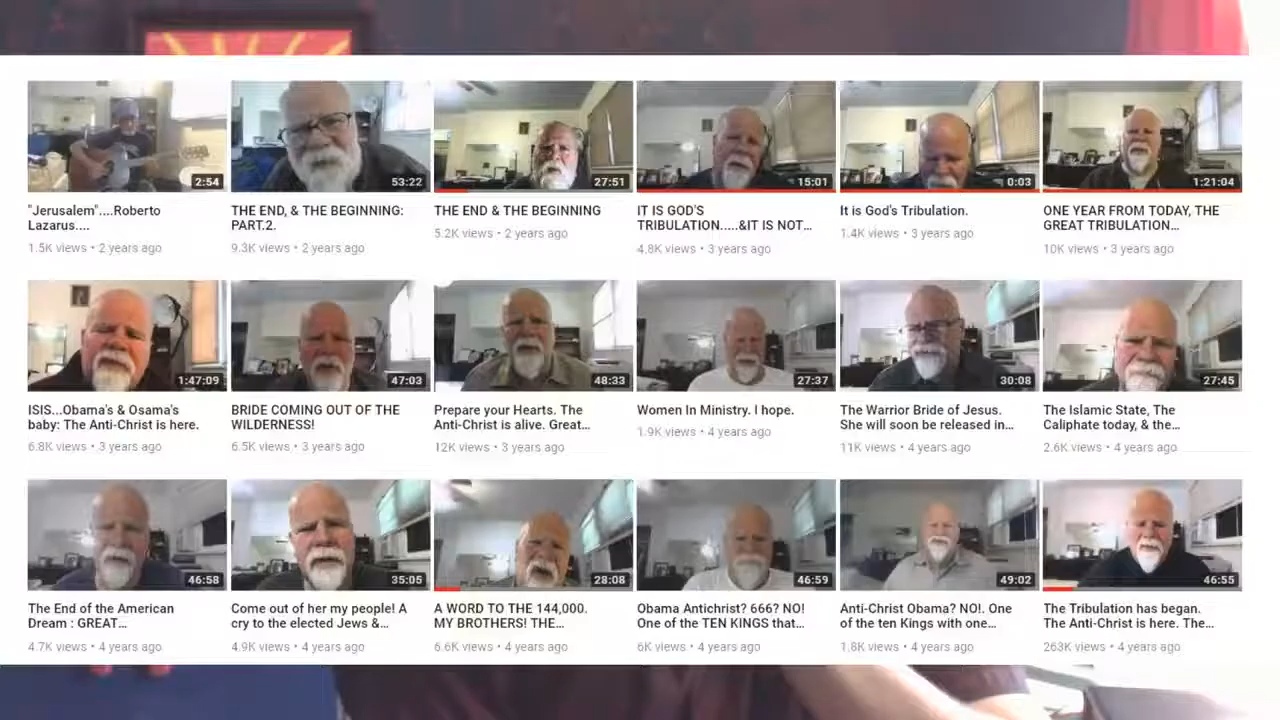 2:54
53:22
27:51
15:01
0:03
1:21:04
"Jerusalem"....Roberto
Lazarus....
1.5K views • 2 years ago
THE END, & THE BEGINNING:
PART.2.
9.3K views • 2 years ago
THE END & THE BEGINNING
5.2K views • 2 years ago
IT IS GOD'S
TRIBULATION.....&IT IS NOT...
4.8K views • 3 years ago
It is God's Tribulation.
1.4K views • 3 years ago
ONE YEAR FROM TODAY, THE
GREAT TRIBULATION...
10K views • 3 years ago
1:47:09
47:03
48:33
27:37
30:08
27:45
ISIS...Obama's & Osama's
baby: The Anti-Christ is here.
6.8K views • 3 years ago
BRIDE COMING OUT OF THE
WILDERNESS!
6.5K views • 3 years ago
Prepare your Hearts. The
Anti-Christ is alive. Great...
12K views • 3 years ago
Women In Ministry. I hope.
1.9K views • 4 years ago
The Warrior Bride of Jesus.
She will soon be released in...
11K views • 4 years ago
The Islamic State, The
Caliphate today, & the...
2.6K views • 4 years ago
46:58
35:05
28:08
46:59
49:02
46:55
The End of the American
Dream : GREAT...
4.7K views • 4 years ago
Come out of her my people! A
cry to the elected Jews &...
4.9K views • 4 years ago
A WORD TO THE 144,000.
MY BROTHERS! THE...
6.6K views • 4 years ago
Obama Antichrist? 666? NO!
One of the TEN KINGS that...
6K views • 4 years ago
Anti-Christ Obama? NO!. One
of the ten Kings with one...
1.8K views • 4 years ago
The Tribulation has began.
The Anti-Christ is here. The...
263K views • 4 years ago